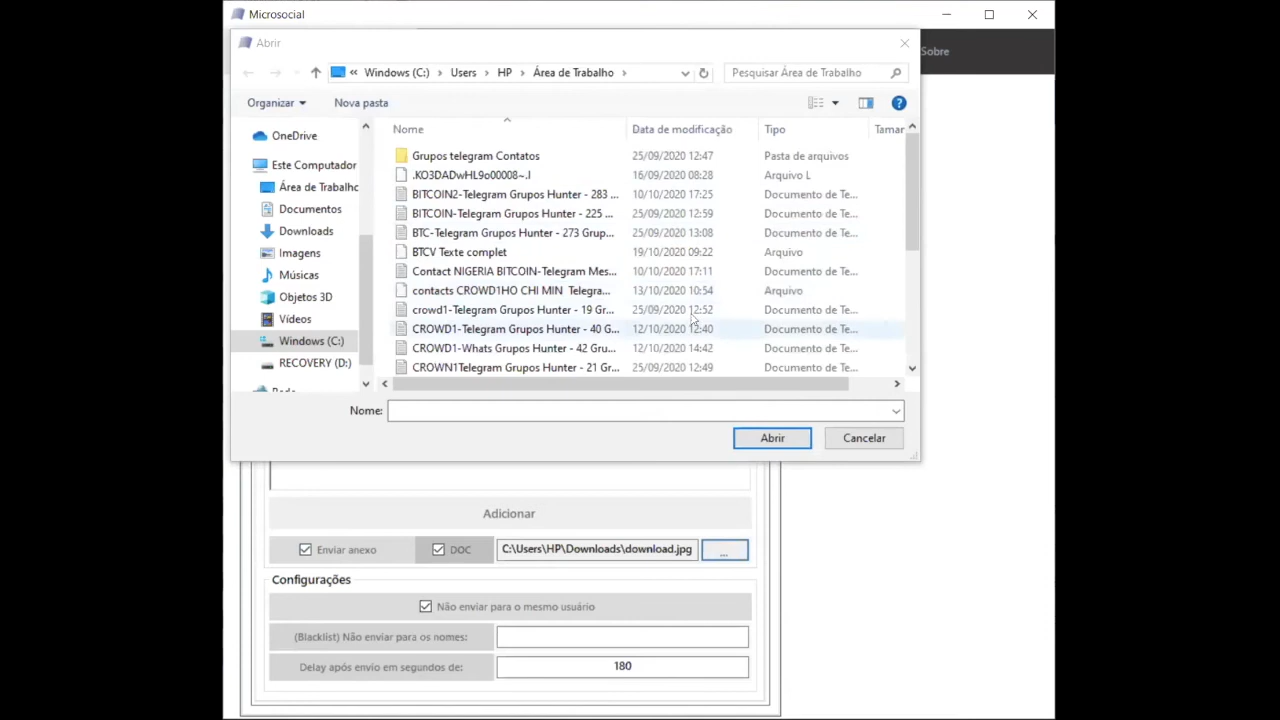 Microsocial
Sobre
Abrir
« Windows (C:) › Users › HP › Área de Trabalho ›
Pesquisar Área de Trabalho
Organizar
Nova pasta
OneDrive
Este Computador
Área de Trabalho
Documentos
Downloads
Imagens
Músicas
Objetos 3D
Vídeos
Windows (C:)
RECOVERY (D:)
Nome Data de modificação Tipo Tamar
Grupos telegram Contatos 25/09/2020 12:47 Pasta de arquivos
.KO3DADwHL9o00008~.l 16/09/2020 08:28 Arquivo L
BITCOIN2-Telegram Grupos Hunter - 283 ... 10/10/2020 17:25 Documento de Te...
BITCOIN-Telegram Grupos Hunter - 225 ... 25/09/2020 12:59 Documento de Te...
BTC-Telegram Grupos Hunter - 273 Grup... 25/09/2020 13:08 Documento de Te...
BTCV Texte complet 19/10/2020 09:22 Arquivo
Contact NIGERIA BITCOIN-Telegram Mes... 10/10/2020 17:11 Documento de Te...
contacts CROWD1HO CHI MIN Telegra... 13/10/2020 10:54 Arquivo
crowd1-Telegram Grupos Hunter - 19 Gr... 25/09/2020 12:52 Documento de Te...
CROWD1-Telegram Grupos Hunter - 40 G... 12/10/2020 12:40 Documento de Te...
CROWD1-Whats Grupos Hunter - 42 Gru... 12/10/2020 14:42 Documento de Te...
CROWN1Telegram Grupos Hunter - 21 Gr... 25/09/2020 12:49 Documento de Te...
Nome:
Abrir
Cancelar
Adicionar
Enviar anexo
DOC
C:\Users\HP\Downloads\download.jpg
...
Configurações
Não enviar para o mesmo usuário
(Blacklist) Não enviar para os nomes:
Delay após envio em segundos de:
180